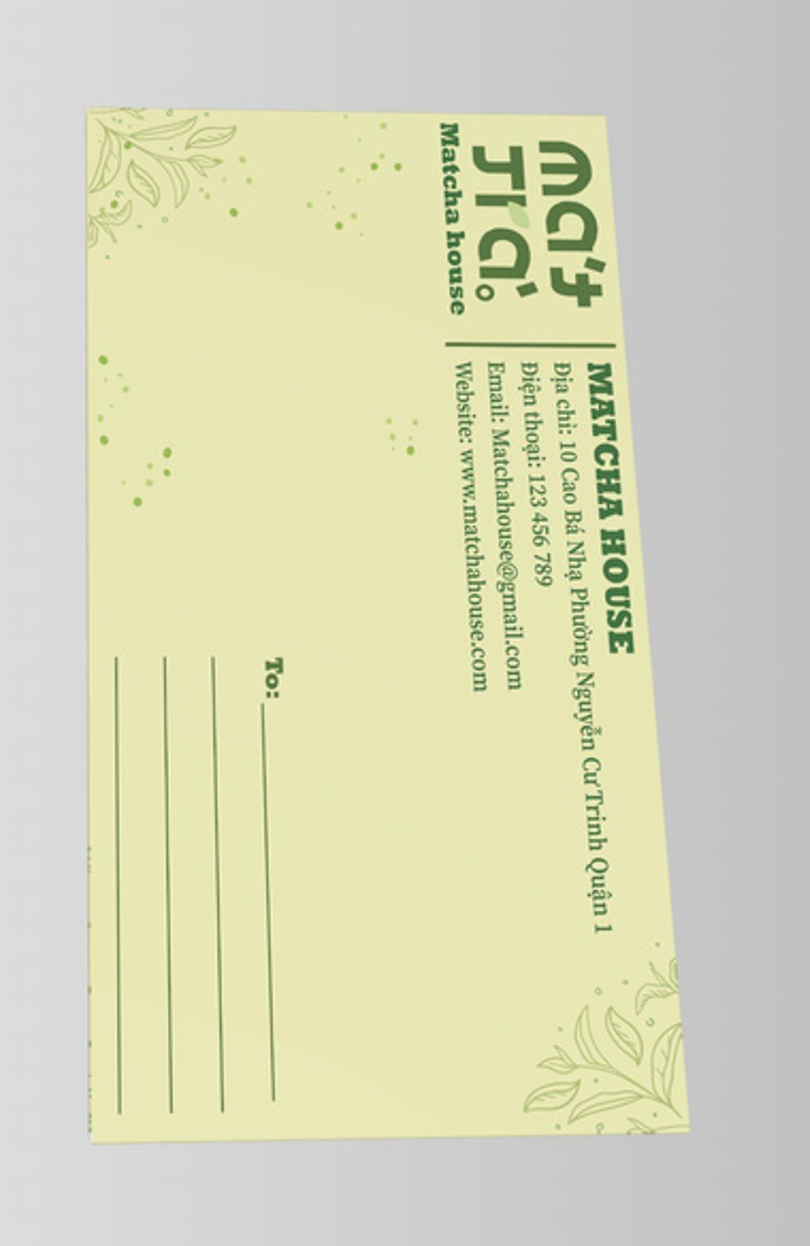 ma't
Tra.
Matcha house
MATCHA HOUSE
Địa chỉ: 10 Cao Bá Nhạ Phường Nguyễn Cư Trinh Quận 1
Điện thoại: 123 456 789
Email: Matchahouse@gmail.com
Website: www.matchahouse.com
To: